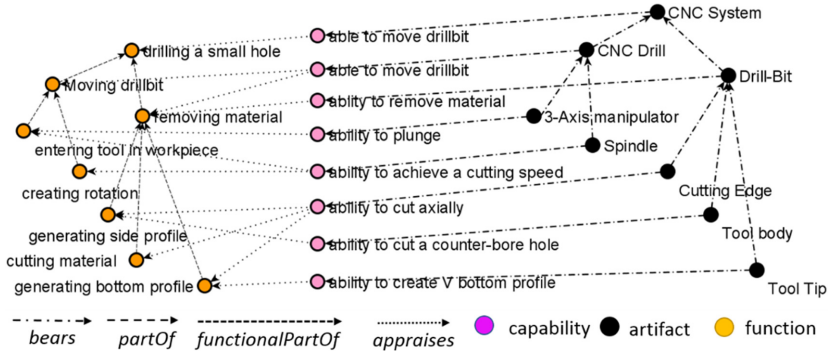 CNC System
able to move drillbit
drilling a small hole
CNC Drill
able to move drillbit
Drill-Bit
Moving drillbit
ablity to remove material
removing material
3-Axis manipulator
ability to plunge
entering tool in workpiece
Spindle
ability to achieve a cutting speed
creating rotation
Cutting Edge
ability to cut axially
generating side profile
Tool body
ability to cut a counter-bore hole
cutting material
generating bottom profile
ability to create V bottom profile
Tool Tip
bears
partOf
functionalPartOf
appraises
capability
artifact
function